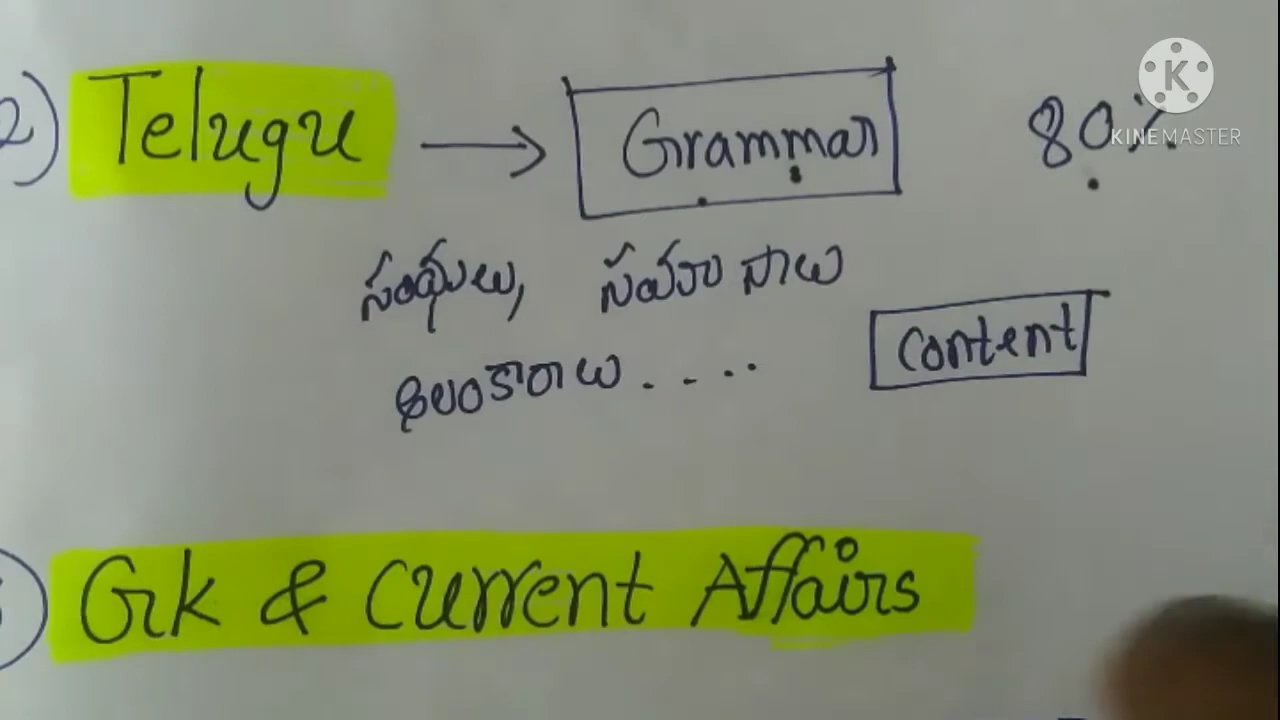 2) Telugu → Grammar 80%
సంధులు, సమాసాలు
అలంకారాలు.... Content
GK & Current Affairs
KINEMASTER